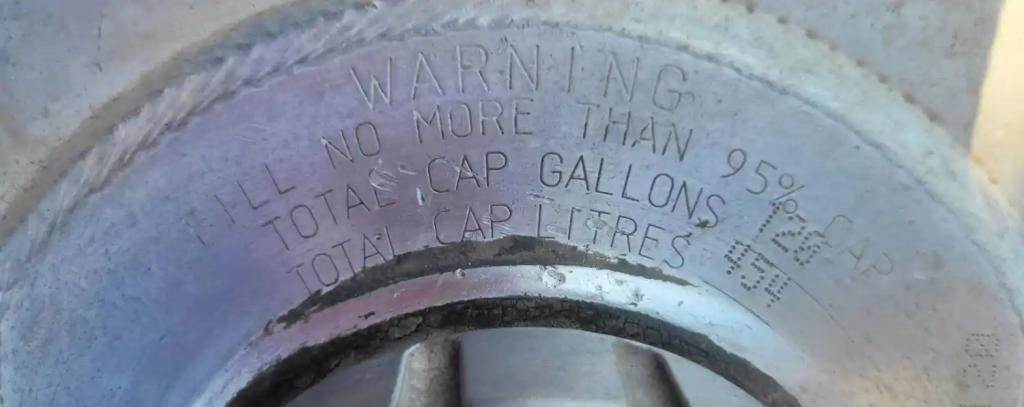 WARNING
FILL NO MORE THAN 95% CAP
TOTAL CAP GALLONS 120
TOTAL CAP LITRES 454